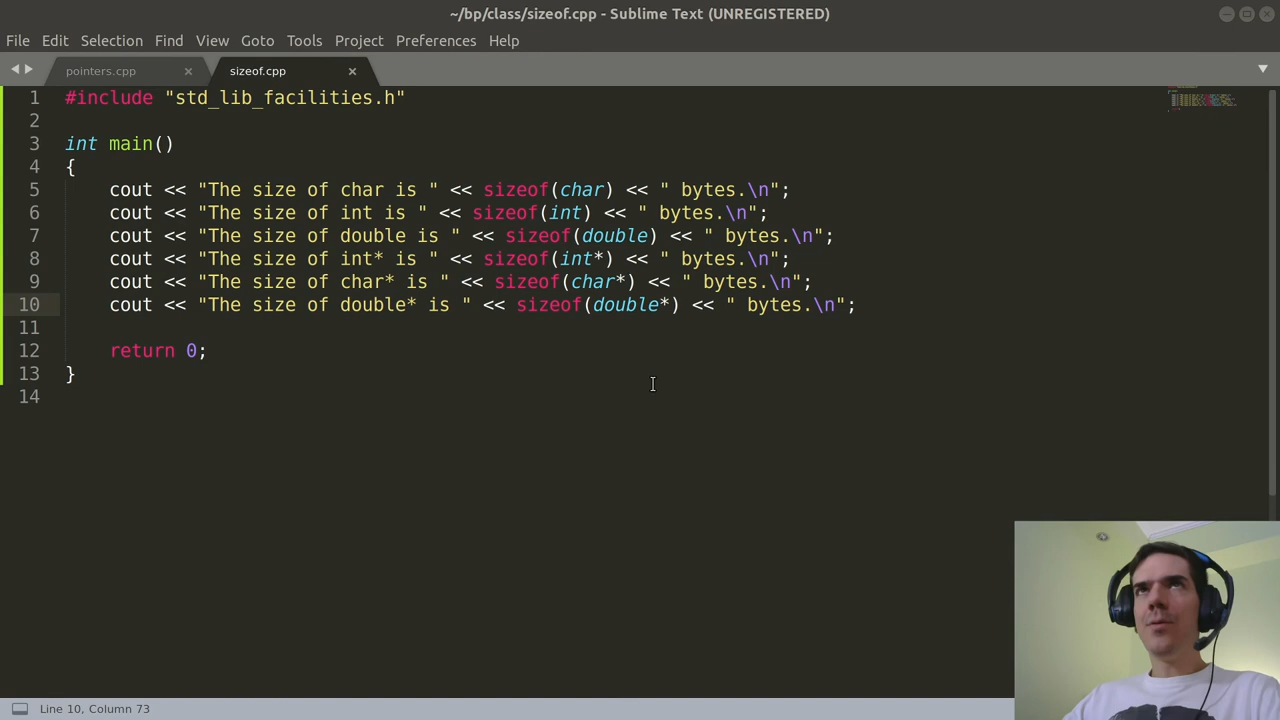 ~/bp/class/sizeof.cpp - Sublime Text (UNREGISTERED)
File Edit Selection Find View Goto Tools Project Preferences Help
pointers.cpp × sizeof.cpp ×
1 #include "std_lib_facilities.h"
2
3 int main()
4 {
5 cout << "The size of char is " << sizeof(char) << " bytes.\n";
6 cout << "The size of int is " << sizeof(int) << " bytes.\n";
7 cout << "The size of double is " << sizeof(double) << " bytes.\n";
8 cout << "The size of int* is " << sizeof(int*) << " bytes.\n";
9 cout << "The size of char* is " << sizeof(char*) << " bytes.\n";
10 cout << "The size of double* is " << sizeof(double*) << " bytes.\n";
11
12 return 0;
13 }
14
Line 10, Column 73